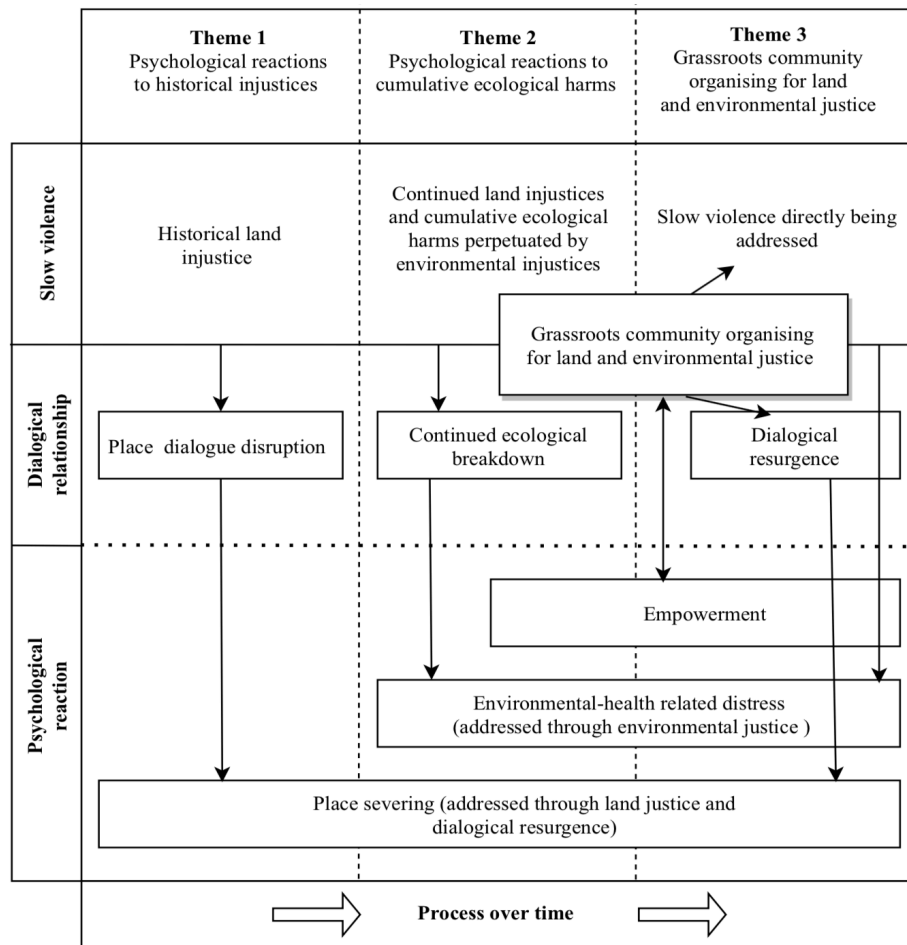 Theme 1
Psychological reactions
to historical injustices
Theme 2
Psychological reactions to
cumulative ecological harms
Theme 3
Grassroots community
organising for land
and environmental justice
Slow violence
Historical land
injustice
Continued land injustices
and cumulative ecological
harms perpetuated by
environmental injustices
Slow violence directly being
addressed
Grassroots community organising
for land and environmental justice
Dialogical
relationship
Place dialogue disruption
Continued ecological
breakdown
Dialogical
resurgence
Psychological
reaction
Empowerment
Environmental-health related distress
(addressed through environmental justice )
Place severing (addressed through land justice and
dialogical resurgence)
Process over time